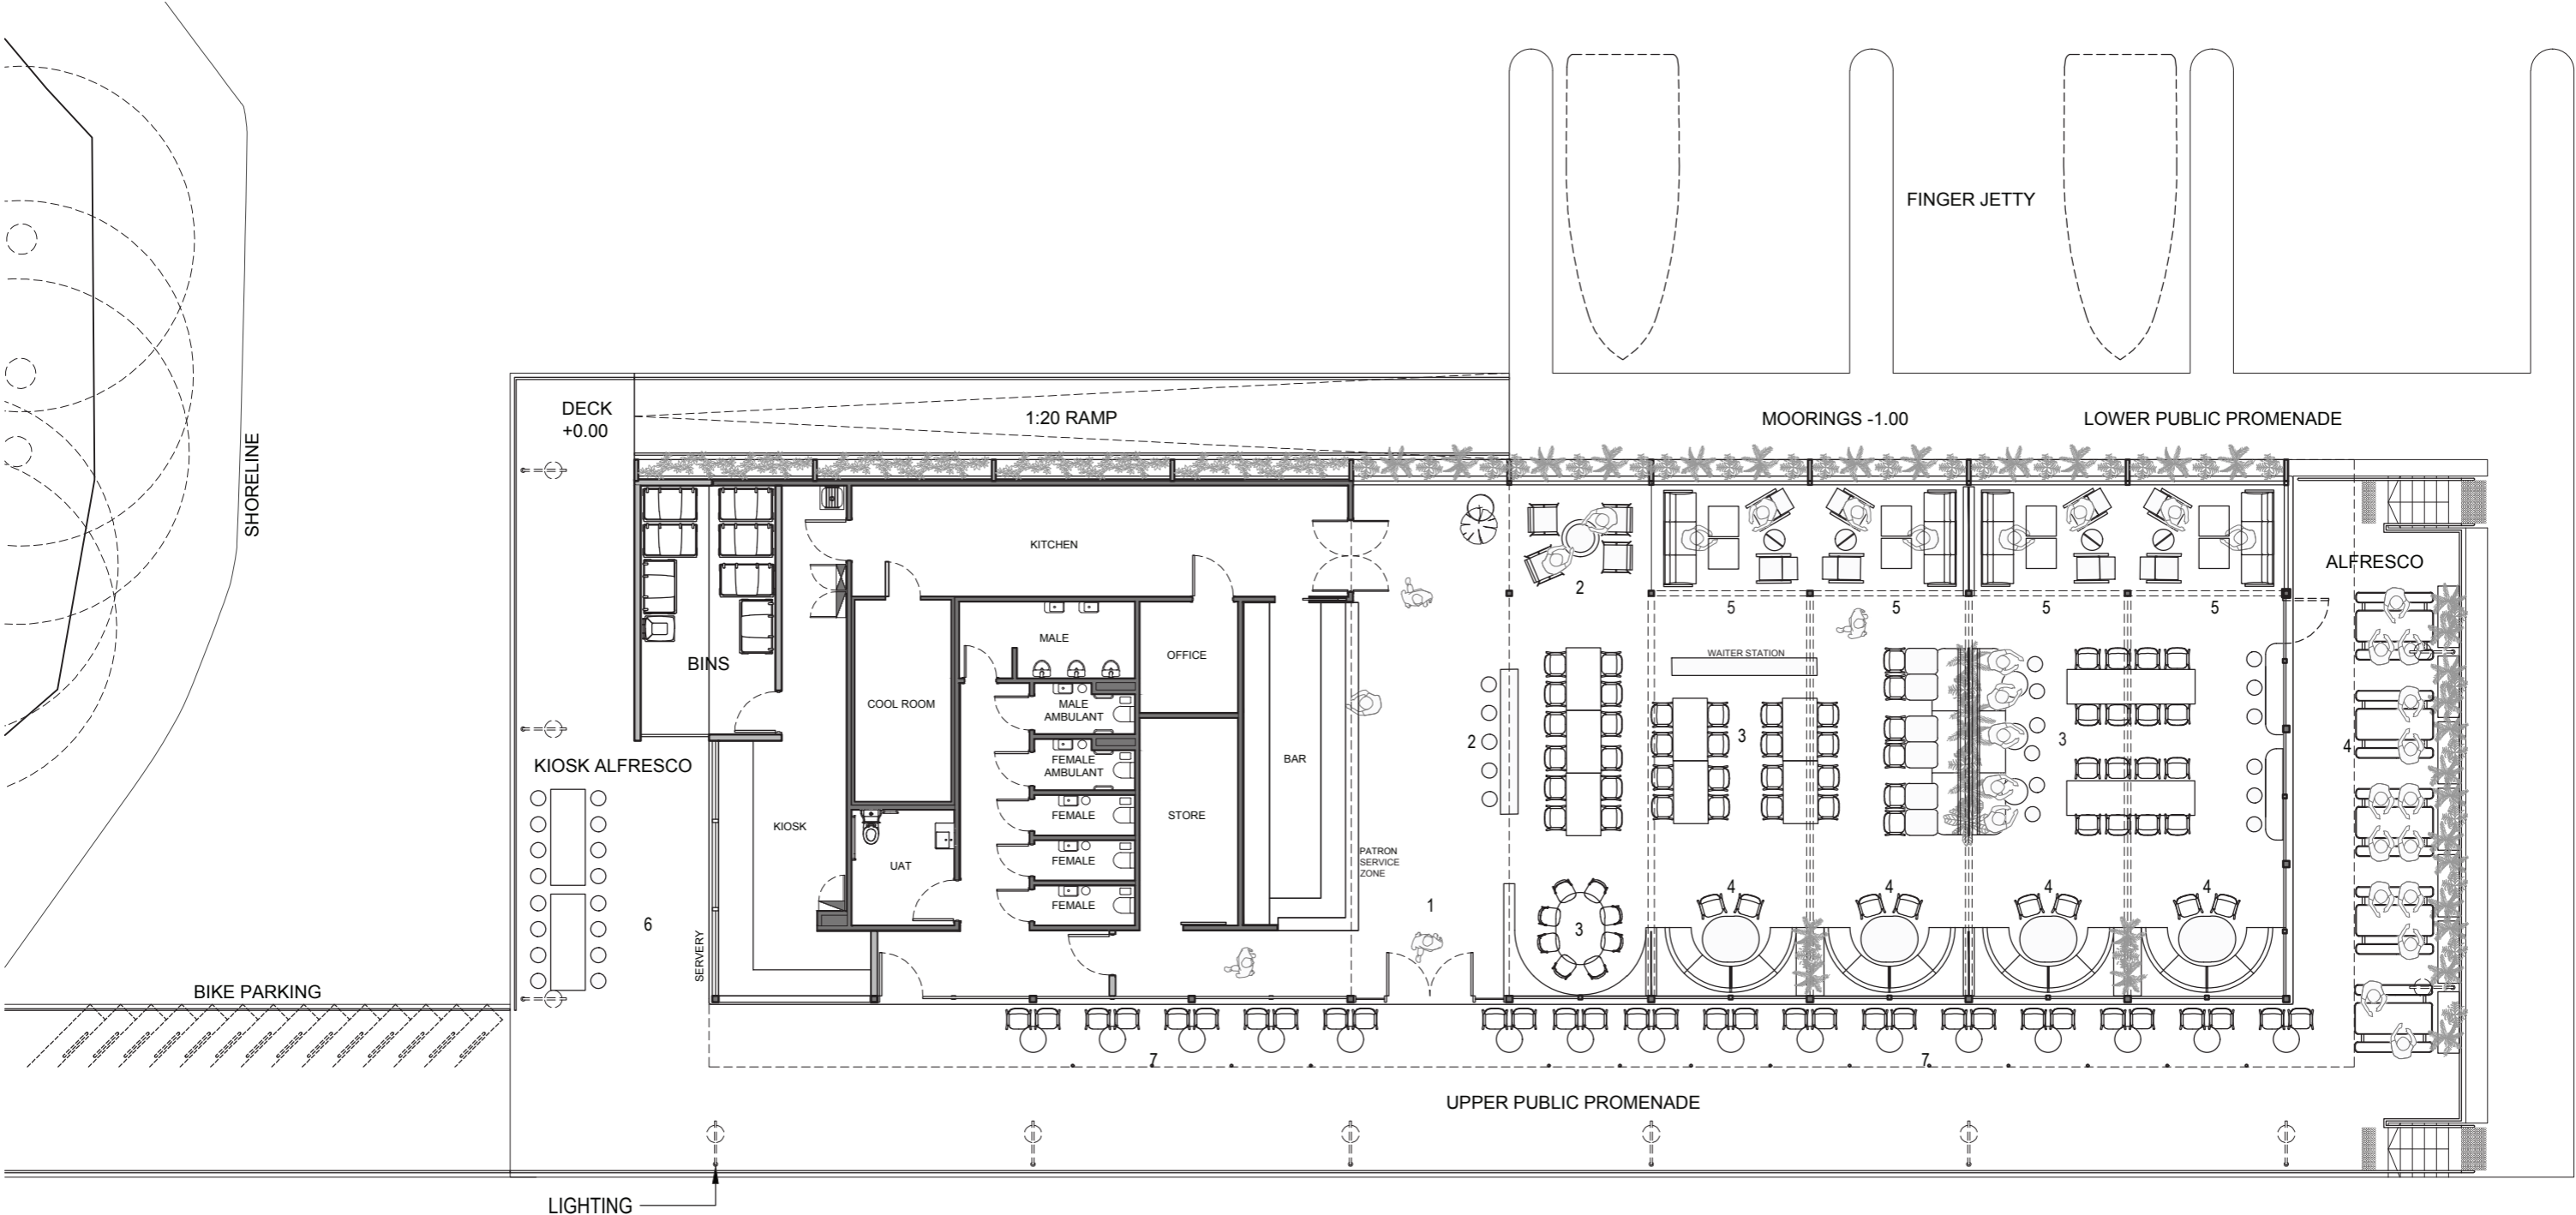 FINGER JETTY
DECK
+0.00
1:20 RAMP
MOORINGS -1.00
LOWER PUBLIC PROMENADE
SHORELINE
KITCHEN
ALFRESCO
2
5
5
5
5
BINS
MALE
OFFICE
WAITER STATION
COOL ROOM
MALE
AMBULANT
2
3
3
4
KIOSK ALFRESCO
FEMALE
AMBULANT
BAR
KIOSK
FEMALE
STORE
UAT
FEMALE
PATRON
SERVICE
ZONE
FEMALE
4
4
4
4
1
6
3
SERVERY
BIKE PARKING
7
7
UPPER PUBLIC PROMENADE
LIGHTING